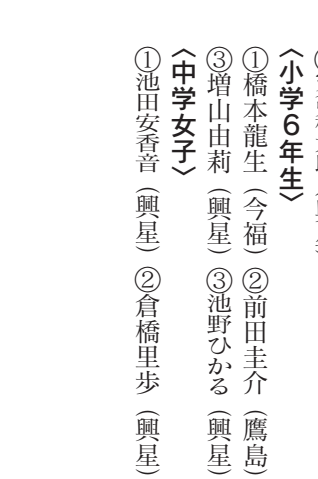 〈小学６年生〉
①橋本龍生（今福）②前田圭介（鷹島）
③増山由莉（興星）③池野ひかる（興星）
〈中学女子〉
①池田安香音（興星）②倉橋里歩（興星）